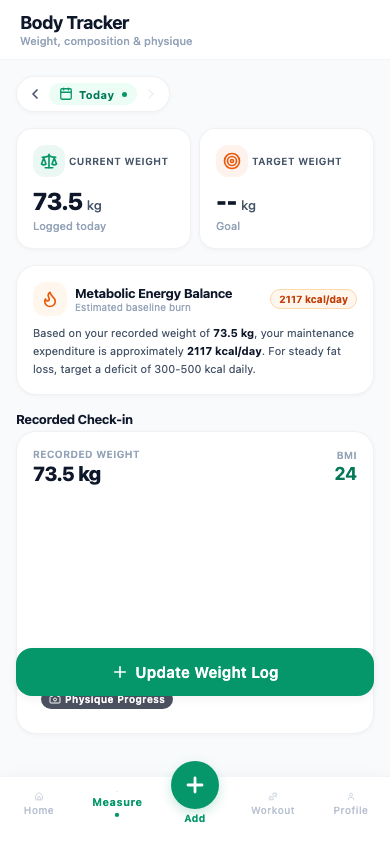 Body Tracker
Weight, composition & physique
Today
CURRENT WEIGHT
73.5 kg
Logged today
TARGET WEIGHT
-- kg
Goal
Metabolic Energy Balance
Estimated baseline burn
2117 kcal/day
Based on your recorded weight of 73.5 kg, your maintenance
expenditure is approximately 2117 kcal/day. For steady fat
loss, target a deficit of 300-500 kcal daily.
Recorded Check-in
RECORDED WEIGHT
73.5 kg
BMI
24
Update Weight Log
Physique Progress
Home
Measure
Add
Workout
Profile